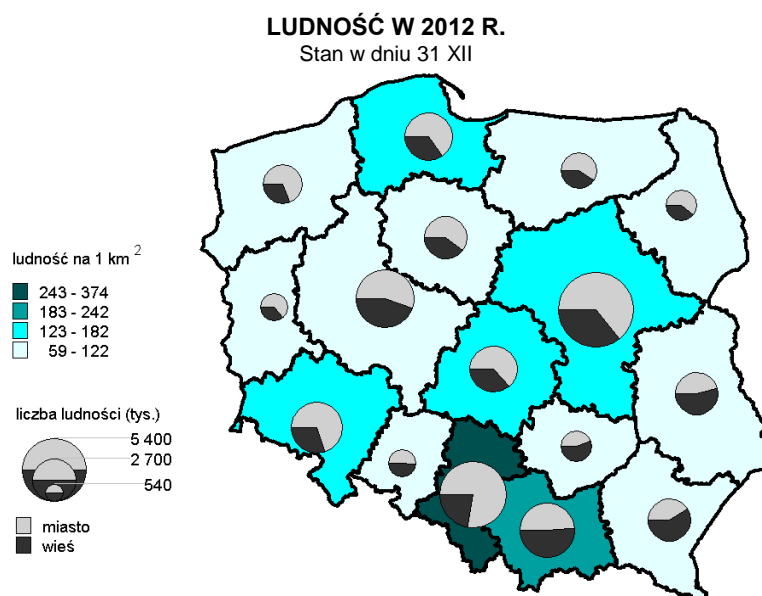 LUDNOŚĆ W 2012 R.
Stan w dniu 31 XII
ludność na 1 km 2
243 - 374
183 - 242
123 - 182
59 - 122
liczba ludności (tys.)
5 400
2 700
540
miasto
wieś